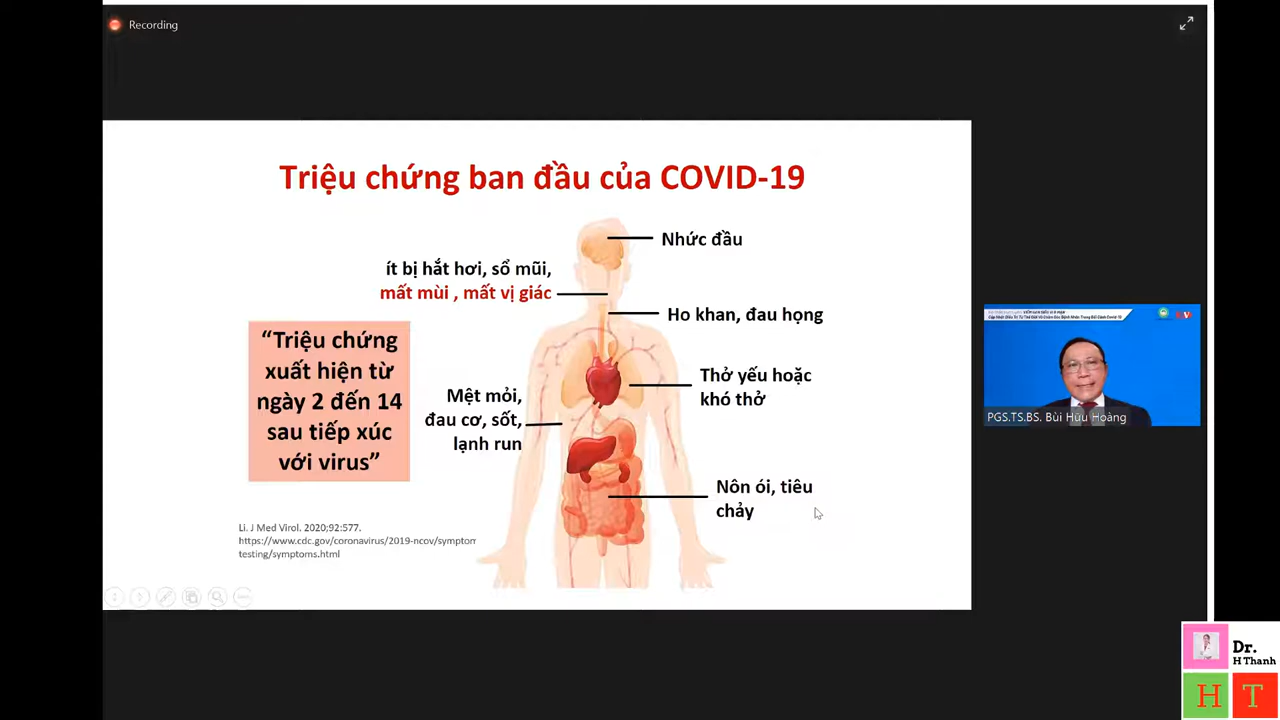 Recording
Triệu chứng ban đầu của COVID-19
Nhức đầu
ít bị hắt hơi, sổ mũi,
mất mùi , mất vị giác
Ho khan, đau họng
“Triệu chứng
xuất hiện từ
ngày 2 đến 14
sau tiếp xúc
với virus”
Thở yếu hoặc
khó thở
Mệt mỏi,
đau cơ, sốt,
lạnh run
Nôn ói, tiêu
chảy
Li. J Med Virol. 2020;92:577.
https://www.cdc.gov/coronavirus/2019-ncov/symptom
testing/symptoms.html
PGS.TS.BS. Bùi Hữu Hoàng
Dr.
H Thanh
H T